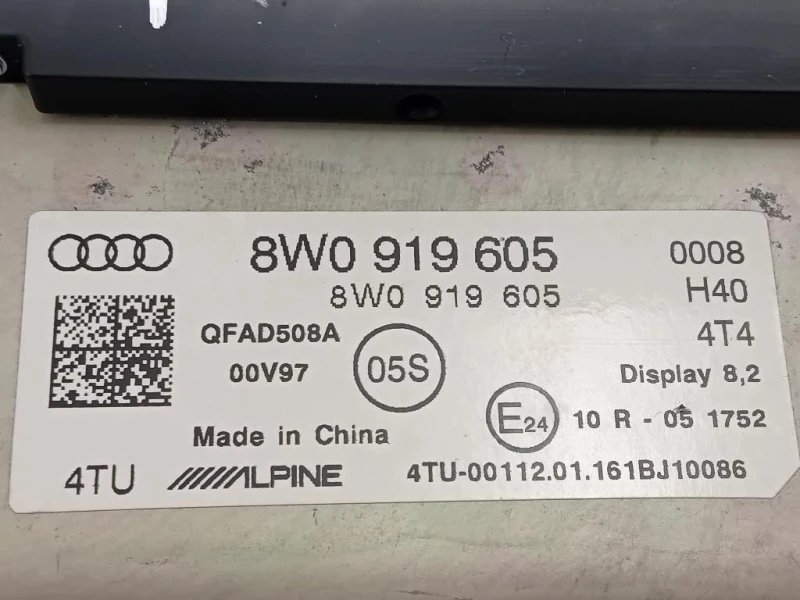 8W0 919 605 0008
8W0 919 605 H40
QFAD508A 05S 4T4
00V97 Display 8,2
Made in China E24 10 R - 05 1752
4TU ALPINE 4TU-00112.01.161BJ10086